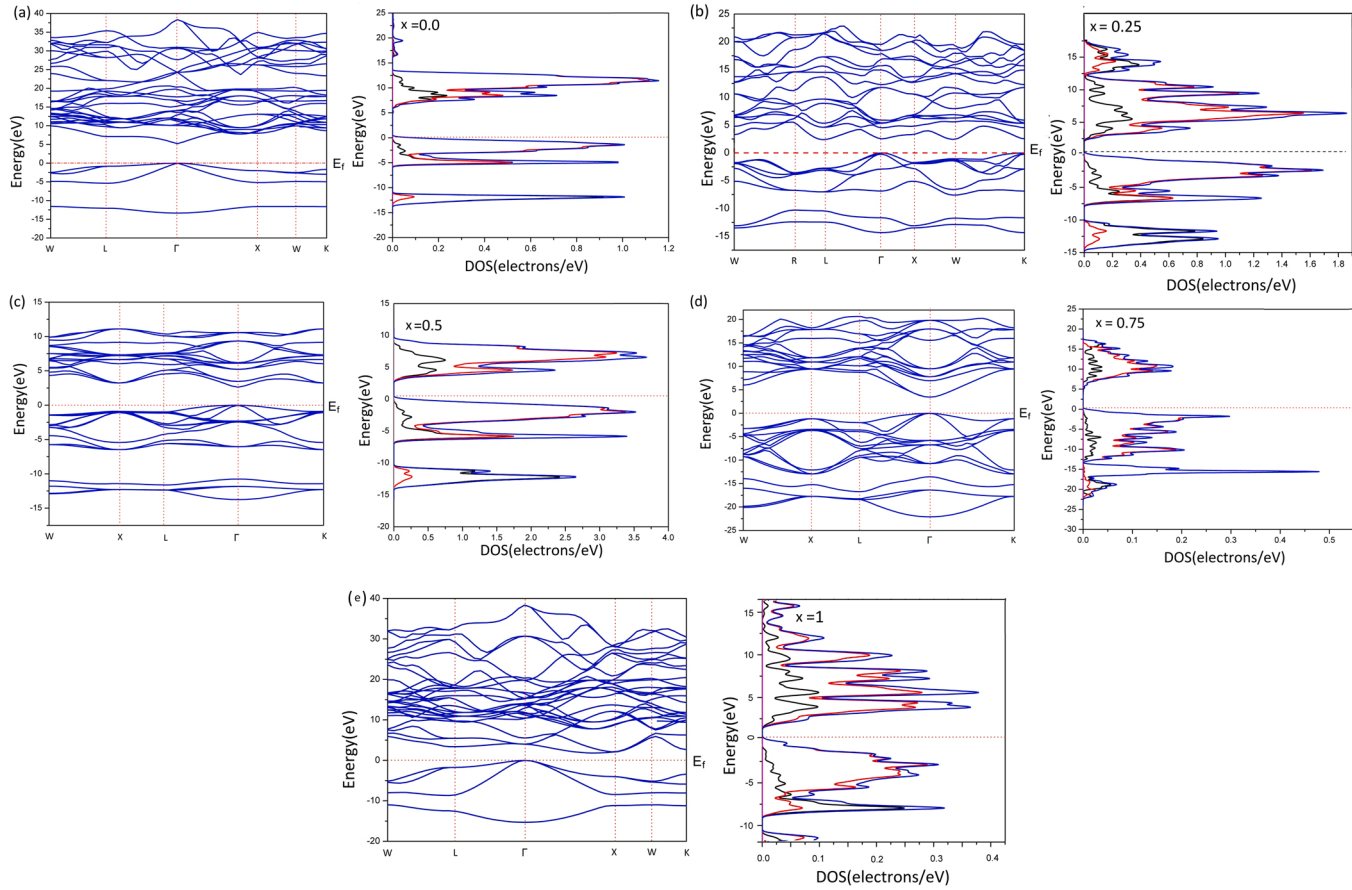 (a)
Energy(eV)
40
35
30
25
20
15
10
5
0
-5
-10
-15
-20
W L Γ X W K
E_f
x = 0.0
Energy(eV)
25
20
15
10
5
0
-5
-10
-15
-20
25
0.0 0.2 0.4 0.6 0.8 1.0 1.2
DOS(electrons/eV)
(b)
Energy(eV)
25
20
15
10
5
0
-5
-10
-15
W R L Γ X W K
E_f
x = 0.25
Energy(eV)
15
10
5
0
-5
-10
-15
0.0 0.2 0.4 0.6 0.8 1.0 1.2 1.4 1.6 1.8
DOS(electrons/eV)
(c)
Energy(eV)
15
10
5
0
-5
-10
-15
W X L Γ K
E_f
x =0.5
Energy(eV)
15
10
5
0
-5
-10
-15
-20
0.0 0.5 1.0 1.5 2.0 2.5 3.0 3.5 4.0
DOS(electrons/eV)
(d)
Energy(eV)
20
15
10
5
0
-5
-10
-15
-20
-25
W X L Γ K
E_f
x = 0.75
Energy(eV)
25
20
15
10
5
0
-5
-10
-15
-20
-25
-30
0.0 0.1 0.2 0.3 0.4 0.5
DOS(electrons/eV)
(e)
Energy(eV)
40
30
20
10
0
-10
-20
W L Γ X W K
E_f
x =1
Energy(eV)
15
10
5
0
-5
-10
0.0 0.1 0.2 0.3 0.4
DOS(electrons/eV)